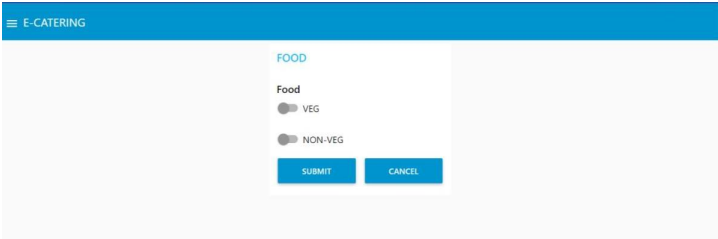 E-CATERING
FOOD
Food
VEG
NON-VEG
SUBMIT CANCEL